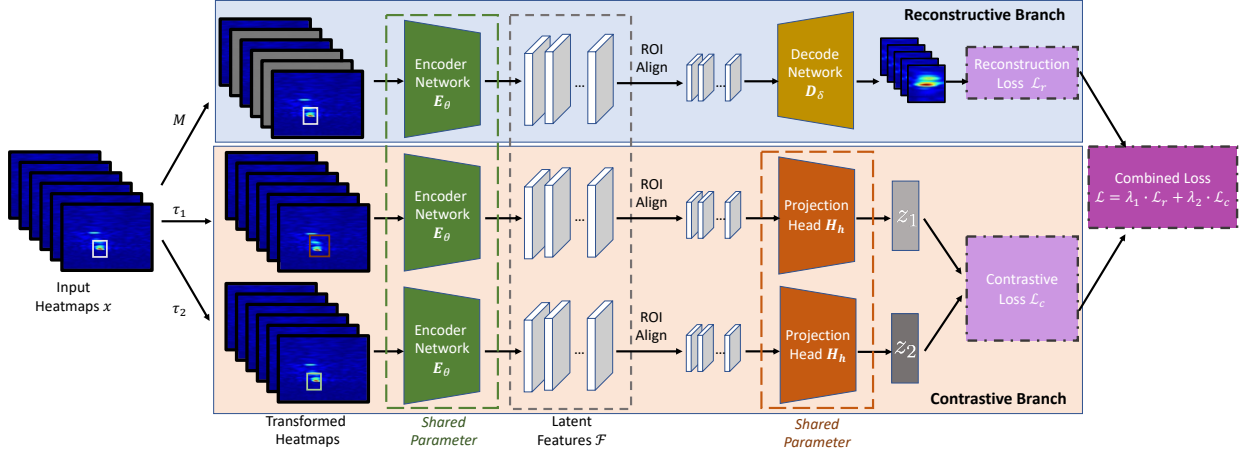 Reconstructive Branch
M
Encoder
Network
E_θ
...
ROI
Align
...
Decode
Network
D_δ
Reconstruction
Loss ℒ_r
τ_1
Encoder
Network
E_θ
...
ROI
Align
...
Projection
Head H_h
z_1
Combined Loss
ℒ = λ_1 · ℒ_r + λ_2 · ℒ_c
Input
Heatmaps x
τ_2
Contrastive
Loss ℒ_c
Encoder
Network
E_θ
...
ROI
Align
...
Projection
Head H_h
z_2
Contrastive Branch
Transformed
Heatmaps
Shared
Parameter
Latent
Features ℱ
Shared
Parameter